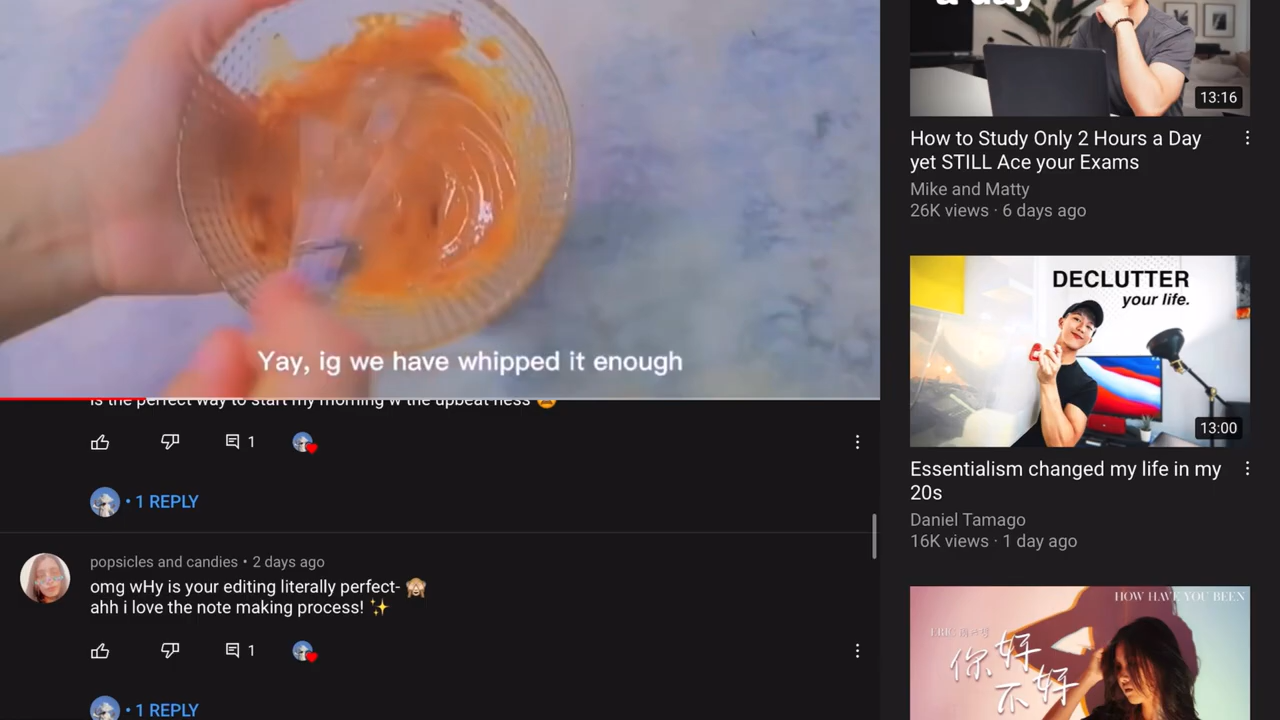 Yay, ig we have whipped it enough
is the perfect way to start my morning w the upbeat-ness
1
• 1 REPLY
popsicles and candies • 2 days ago
omg wHy is your editing literally perfect- 🙈
ahh i love the note making process! ✨
1
• 1 REPLY
a day
13:16
How to Study Only 2 Hours a Day
yet STILL Ace your Exams
Mike and Matty
26K views · 6 days ago
DECLUTTER
your life.
13:00
Essentialism changed my life in my
20s
Daniel Tamago
16K views · 1 day ago
HOW HAVE YOU BEEN
ERIC
你好
不好